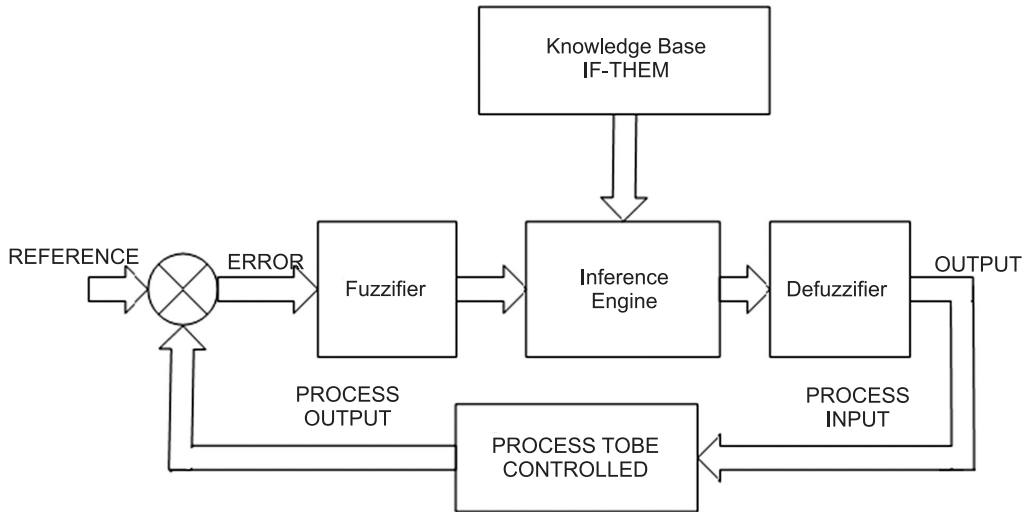 Knowledge Base
IF-THEM
REFERENCE
ERROR
Fuzzifier
Inference
Engine
Defuzzifier
OUTPUT
PROCESS
OUTPUT
PROCESS
INPUT
PROCESS TOBE
CONTROLLED